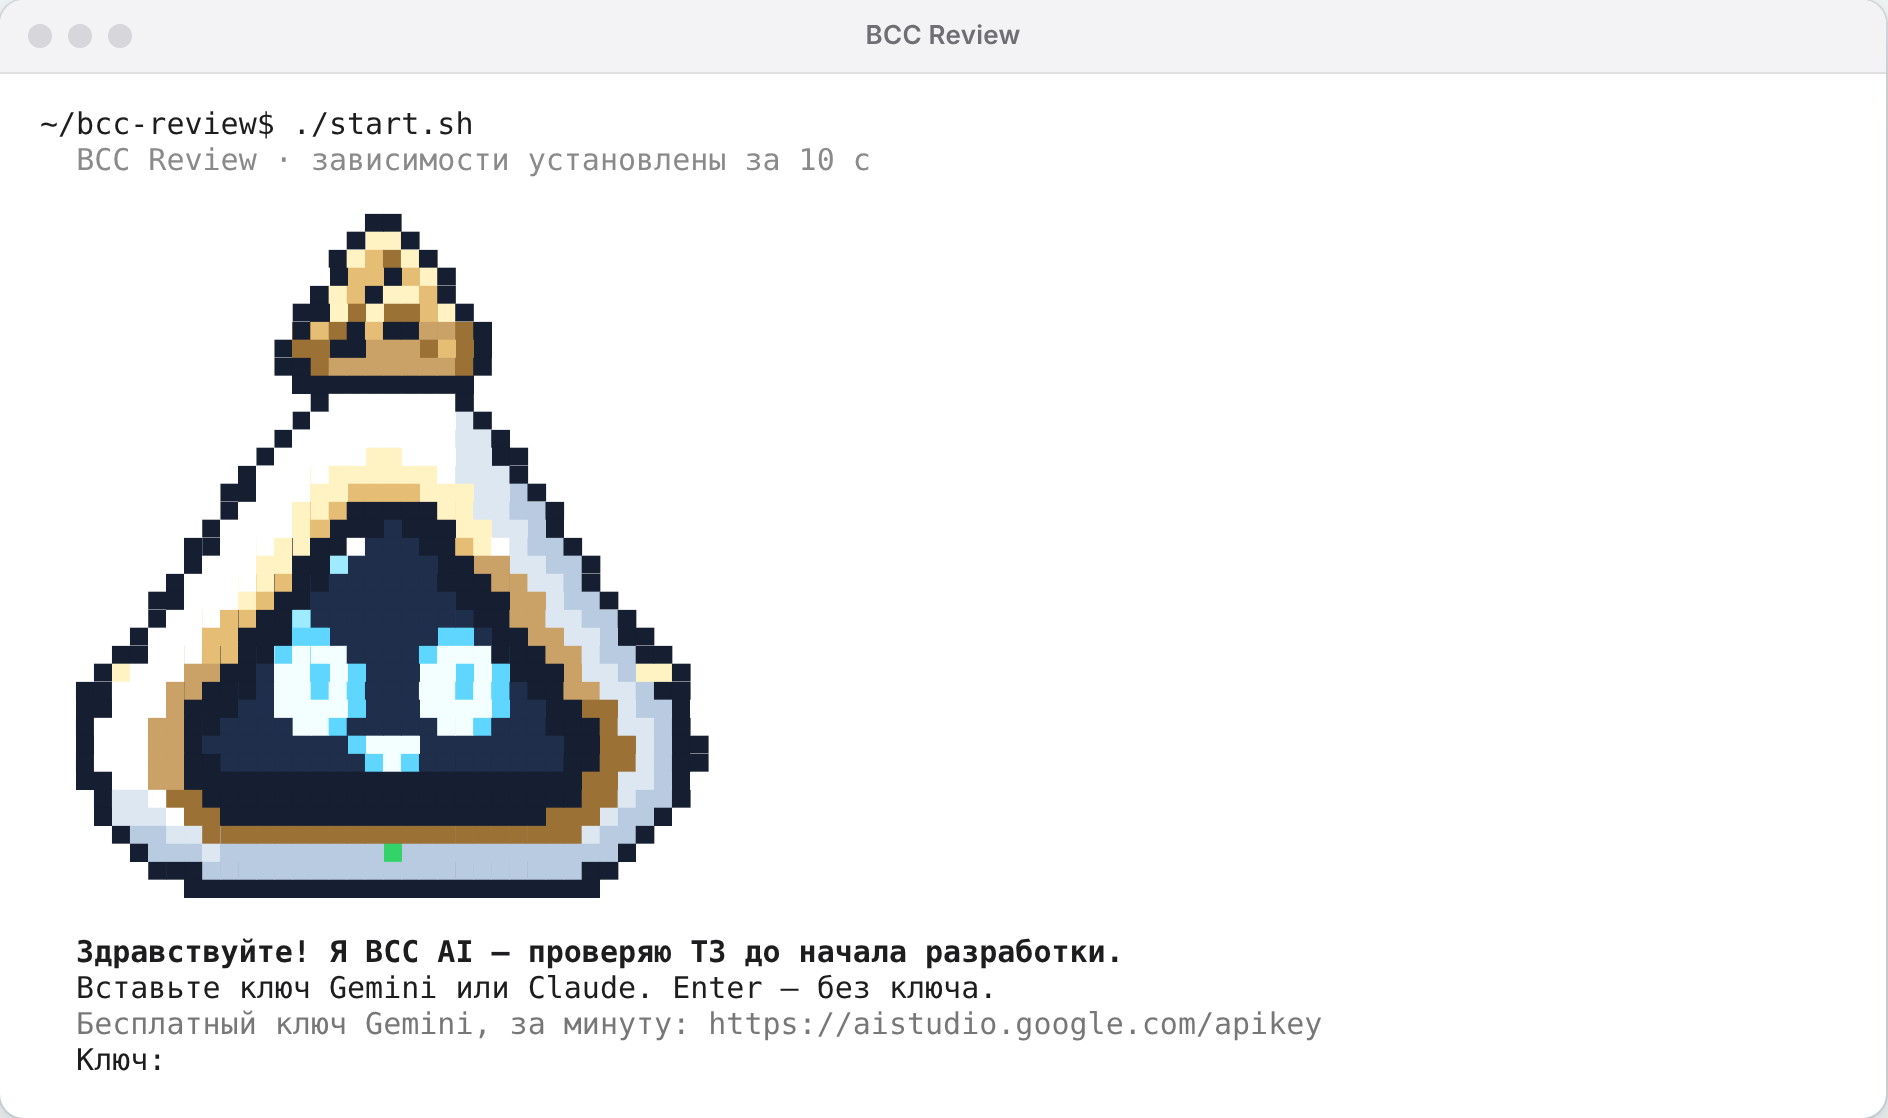 BCC Review
~/bcc-review$ ./start.sh
BCC Review · зависимости установлены за 10 с
Здравствуйте! Я BCC AI — проверяю ТЗ до начала разработки.
Вставьте ключ Gemini или Claude. Enter — без ключа.
Бесплатный ключ Gemini, за минуту: https://aistudio.google.com/apikey
Ключ: